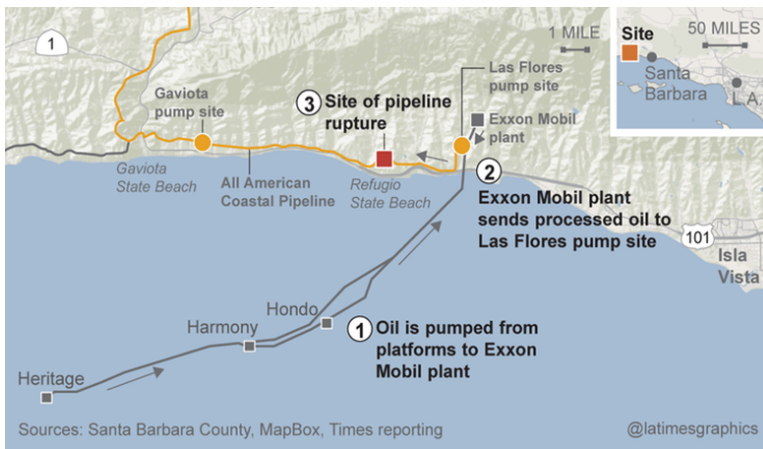 1
1 MILE
Site
50 MILES
Santa
Barbara
L.A.
Las Flores
pump site
Gaviota
pump site
3 Site of pipeline
rupture
Exxon Mobil
plant
Gaviota
State Beach
All American
Coastal Pipeline
Refugio
State Beach
2
Exxon Mobil plant
sends processed oil to
Las Flores pump site
101
Isla
Vista
Hondo
Harmony
1 Oil is pumped from
platforms to Exxon
Mobil plant
Heritage
Sources: Santa Barbara County, MapBox, Times reporting
@latimesgraphics